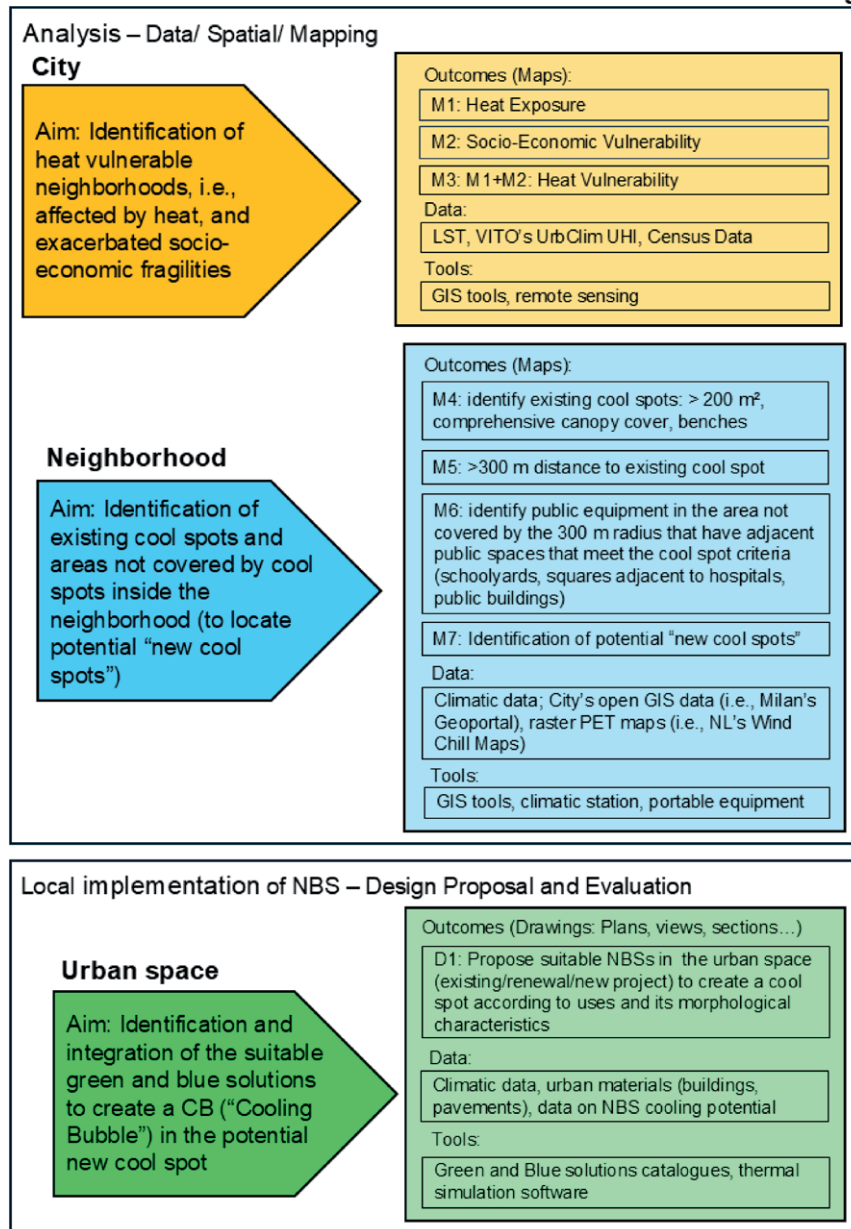 Analysis – Data/ Spatial/ Mapping
City
Aim: Identification of
heat vulnerable
neighborhoods, i.e.,
affected by heat, and
exacerbated socio-
economic fragilities
Outcomes (Maps):
M1: Heat Exposure
M2: Socio-Economic Vulnerability
M3: M1+M2: Heat Vulnerability
Data:
LST, VITO's UrbClim UHI, Census Data
Tools:
GIS tools, remote sensing
Neighborhood
Aim: Identification of
existing cool spots and
areas not covered by cool
spots inside the
neighborhood (to locate
potential “new cool
spots”)
Outcomes (Maps):
M4: identify existing cool spots: > 200 m²,
comprehensive canopy cover, benches
M5: >300 m distance to existing cool spot
M6: identify public equipment in the area not
covered by the 300 m radius that have adjacent
public spaces that meet the cool spot criteria
(schoolyards, squares adjacent to hospitals,
public buildings)
M7: Identification of potential “new cool spots”
Data:
Climatic data; City's open GIS data (i.e., Milan's
Geoportal), raster PET maps (i.e., NL's Wind
Chill Maps)
Tools:
GIS tools, climatic station, portable equipment
Local implementation of NBS – Design Proposal and Evaluation
Urban space
Aim: Identification and
integration of the suitable
green and blue solutions
to create a CB (“Cooling
Bubble”) in the potential
new cool spot
Outcomes (Drawings: Plans, views, sections…)
D1: Propose suitable NBSs in the urban space
(existing/renewal/new project) to create a cool
spot according to uses and its morphological
characteristics
Data:
Climatic data, urban materials (buildings,
pavements), data on NBS cooling potential
Tools:
Green and Blue solutions catalogues, thermal
simulation software